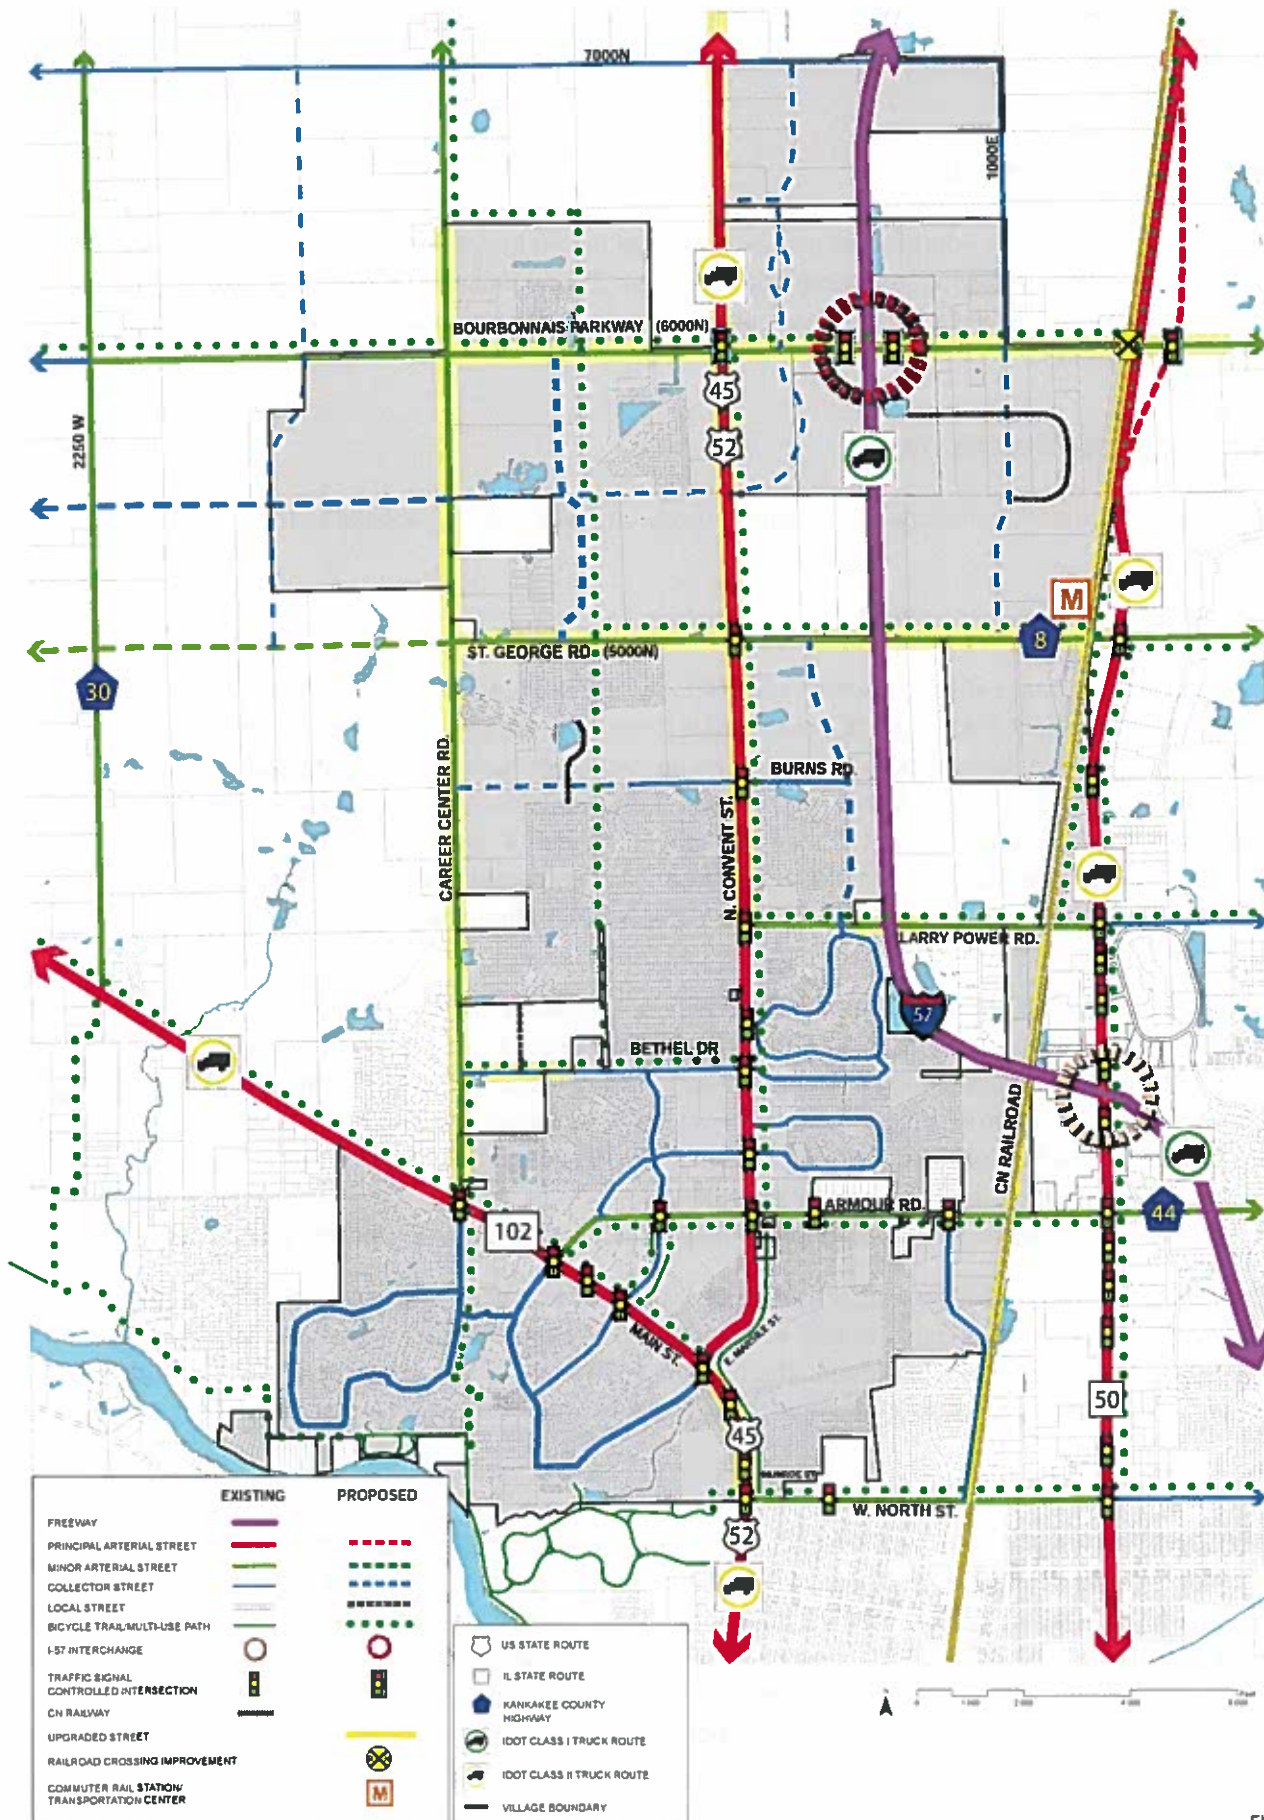 7000N
1000E
BOURBONNAIS PARKWAY (6000N)
45
52
2250 W
M
8
ST. GEORGE RD (5000N)
30
CAREER CENTER RD.
BURNS RD.
N. CONVENT ST.
LARRY POWER RD.
57
BETHEL DR
CN RAILROAD
ARMOUR RD.
44
102
MAIN ST.
E. MARSILE ST.
50
45
W. NORTH ST.
52
EXISTING PROPOSED
FREEWAY
PRINCIPAL ARTERIAL STREET
MINOR ARTERIAL STREET
COLLECTOR STREET
LOCAL STREET
BICYCLE TRAIL/MULTI-USE PATH
I-57 INTERCHANGE
TRAFFIC SIGNAL
CONTROLLED INTERSECTION
CN RAILWAY
UPGRADED STREET
RAILROAD CROSSING IMPROVEMENT
COMMUTER RAIL STATION/
TRANSPORTATION CENTER
M
US STATE ROUTE
IL STATE ROUTE
KANKAKEE COUNTY
HIGHWAY
IDOT CLASS I TRUCK ROUTE
IDOT CLASS II TRUCK ROUTE
VILLAGE BOUNDARY